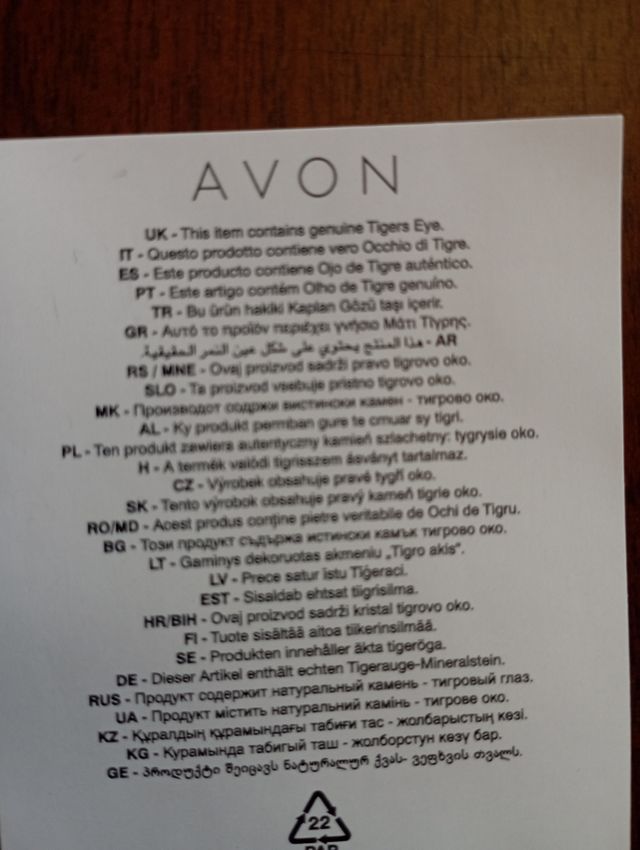 AVON
UK - This item contains genuine Tigers Eye.
IT - Questo prodotto contiene vero Occhio di Tigre.
ES - Este producto contiene Ojo de Tigre auténtico.
PT - Este artigo contém Olho de Tigre genuíno.
TR - Bu ürün hakiki Kaplan Gözü taşı içerir.
GR - Αυτό το προϊόν περιέχει γνήσιο Μάτι Τίγρης.
AR - هذا المنتج يحتوي على شكل عين النمر الحقيقية.
RS / MNE - Ovaj proizvod sadrži pravo tigrovo oko.
SLO - Ta proizvod vsebuje pristno tigrovo oko.
MK - Производот содржи вистински камен - тигрово око.
AL - Ky produkt permban gure te cmuar sy tigri.
PL - Ten produkt zawiera autentyczny kamień szlachetny: tygrysie oko.
H - A termék valódi tigrisszem ásványt tartalmaz.
CZ - Výrobek obsahuje pravé tygří oko.
SK - Tento výrobok obsahuje pravý kameň tigrie oko.
RO/MD - Acest produs conţine pietre veritabile de Ochi de Tigru.
BG - Този продукт съдържа истински камък тигрово око.
LT - Gaminys dekoruotas akmeniu „Tigro akis“.
LV - Prece satur īstu Tīģeraci.
EST - Sisaldab ehtsat tiigrisilma.
HR/BIH - Ovaj proizvod sadrži kristal tigrovo oko.
FI - Tuote sisältää aitoa tiikerinsilmää.
SE - Produkten innehåller äkta tigeröga.
DE - Dieser Artikel enthält echten Tigerauge-Mineralstein.
RUS - Продукт содержит натуральный камень - тигровый глаз.
UA - Продукт містить натуральний камінь - тигрове око.
KZ - Құралдың құрамындағы табиғи тас - жолбарыстың көзі.
KG - Курамында табигый таш - жолборстун көзү бар.
GE - პროდუქტი შეიცავს ნატურალურ ქვას- ვეფხვის თვალს.
22
PAP